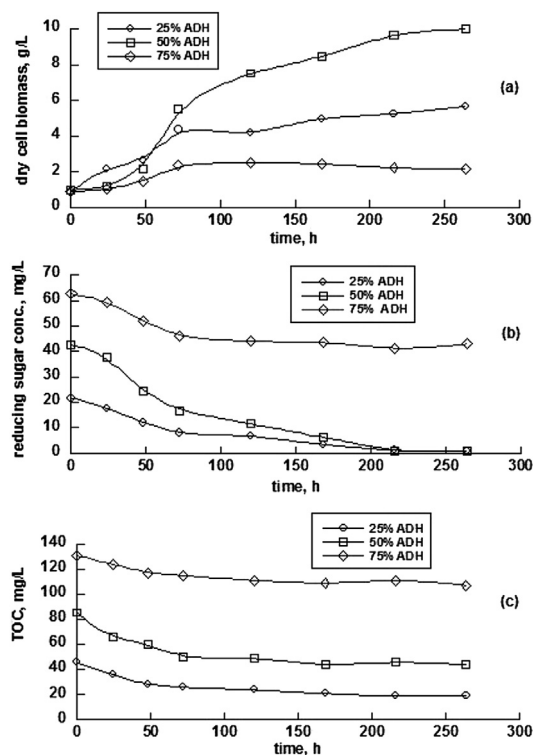 25% ADH
50% ADH
75% ADH
(a)
dry cell biomass, g/L
10
8
6
4
2
0
0 50 100 150 200 250 300
time, h
25% ADH
50% ADH
75% ADH
(b)
reducing sugar conc., mg/L
70
60
50
40
30
20
10
0
0 50 100 150 200 250 300
time, h
25% ADH
50% ADH
75% ADH
(c)
TOC, mg/L
140
120
100
80
60
40
20
0
0 50 100 150 200 250 300
time, h